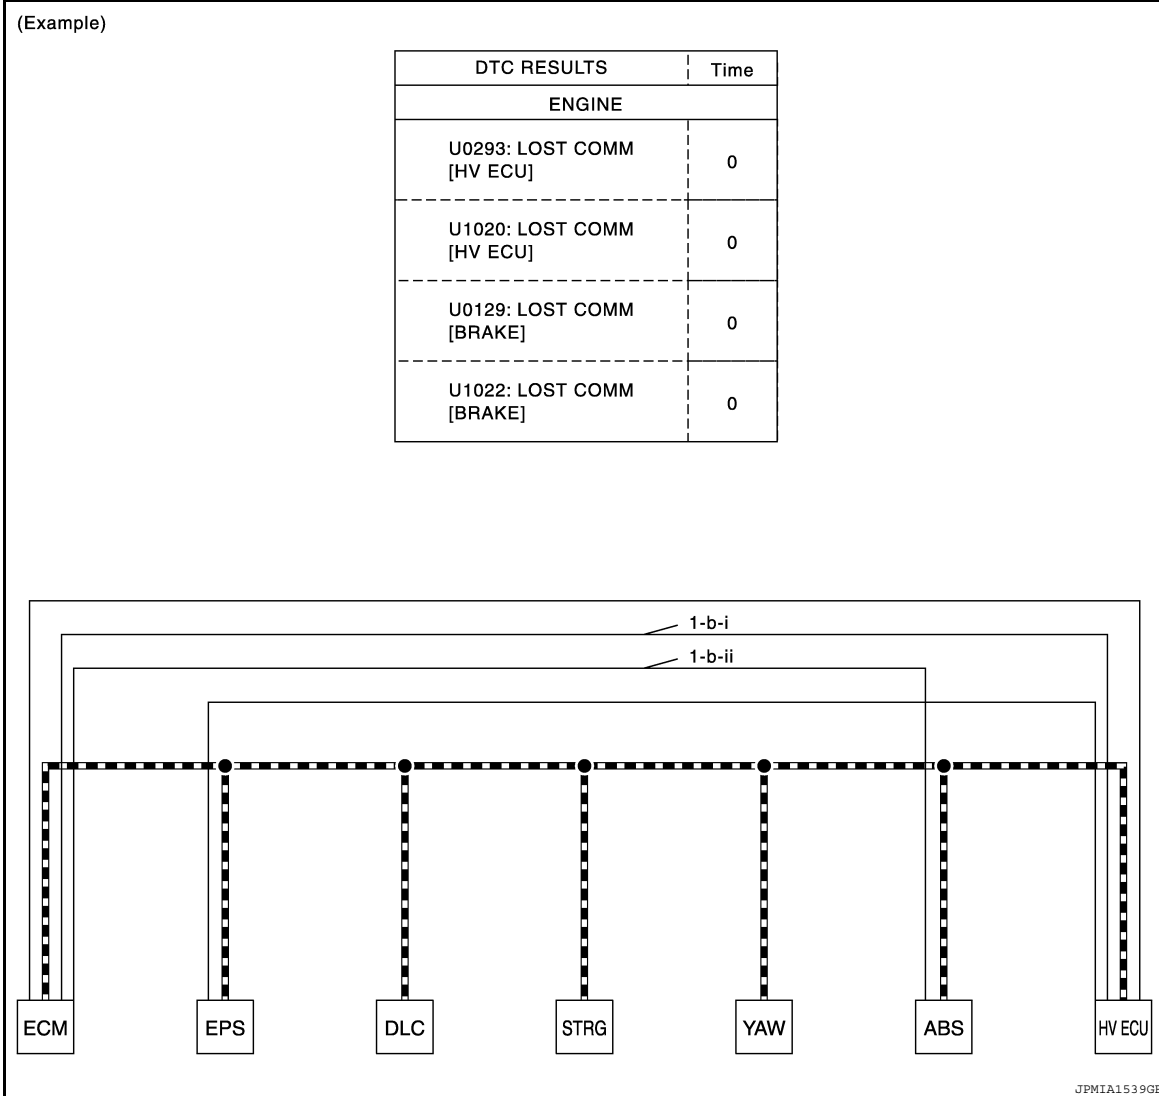 (Example)
DTC RESULTS Time
ENGINE
U0293: LOST COMM
[HV ECU]
0
U1020: LOST COMM
[HV ECU]
0
U0129: LOST COMM
[BRAKE]
0
U1022: LOST COMM
[BRAKE]
0
1-b-i
1-b-ii
ECM EPS DLC STRG YAW ABS HV ECU